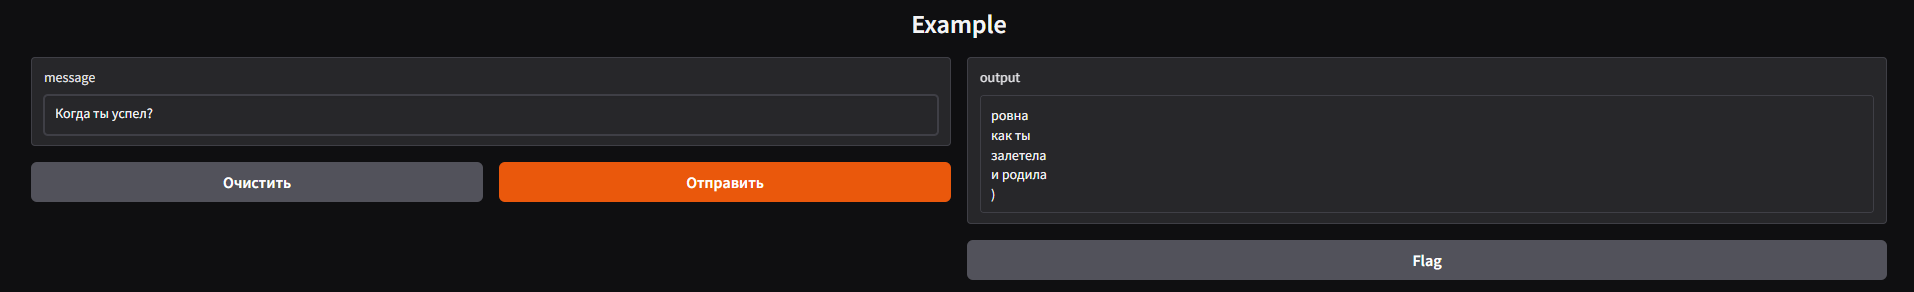 Example
message
Когда ты успел?
Очистить
Отправить
output
ровна
как ты
залетела
и родила
)
Flag